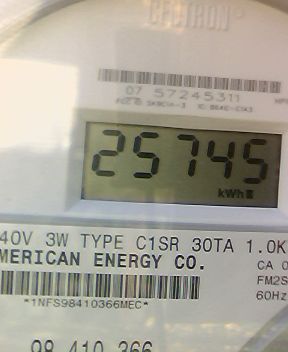 CELTRON
07 57245311
25745
kWh
40V 3W TYPE C1SR 30TA 1.0K
MERICAN ENERGY CO.
CA 0
FM2S
60Hz
*1NFS98410366MEC*
98 410 366